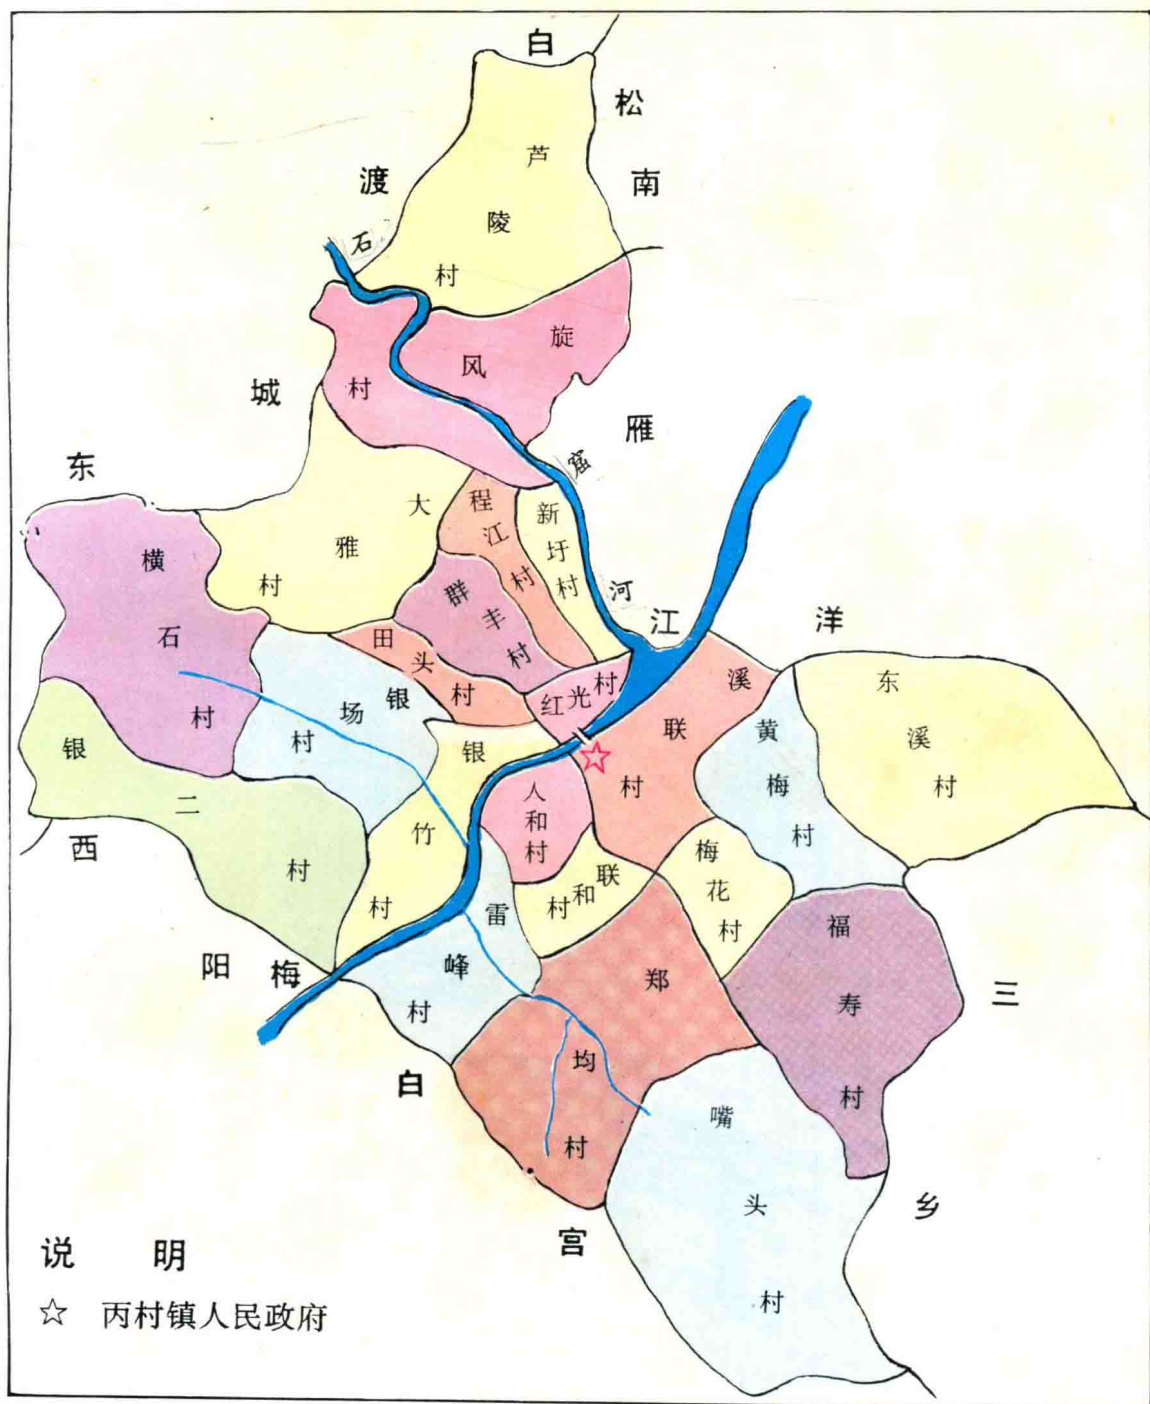 白渡
松南
芦陵村
石窟河
旋风村
城东
雁洋
大雅村
程江村
新圩村
横石村
群丰村
田头村
银场村
红光村
梅江
溪联村
东溪村
黄梅村
银二村
银竹村
人和村
西阳
联和村
梅花村
雷峰村
福寿村
郑均村
三乡
白宫
嘴头村
说明
☆ 丙村镇人民政府